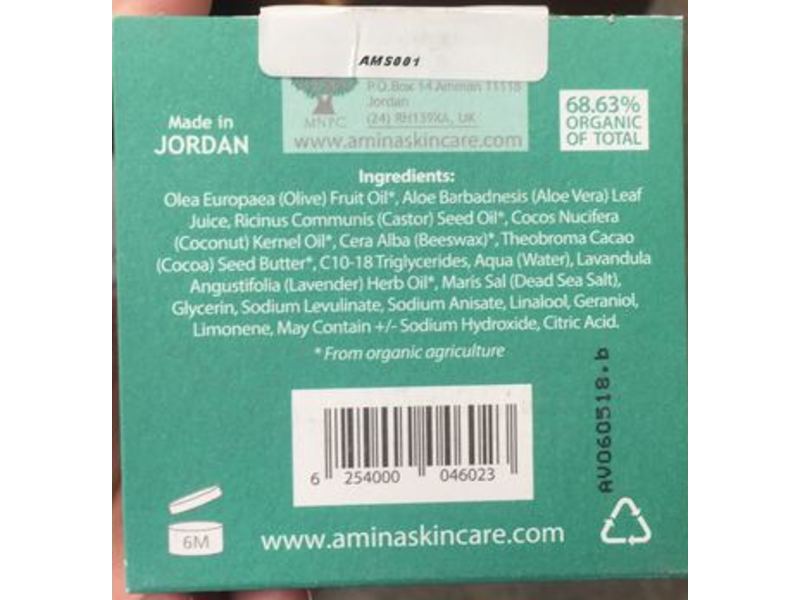 AMS001
P.O.Box 14 Amman 11118
Jordan
(24) RH139XA, UK
MNPC
www.aminaskincare.com
Made in
JORDAN
68.63%
ORGANIC
OF TOTAL
Ingredients:
Olea Europaea (Olive) Fruit Oil*, Aloe Barbadnesis (Aloe Vera) Leaf
Juice, Ricinus Communis (Castor) Seed Oil*, Cocos Nucifera
(Coconut) Kernel Oil*, Cera Alba (Beeswax)*, Theobroma Cacao
(Cocoa) Seed Butter*, C10-18 Triglycerides, Aqua (Water), Lavandula
Angustifolia (Lavender) Herb Oil*, Maris Sal (Dead Sea Salt),
Glycerin, Sodium Levulinate, Sodium Anisate, Linalool, Geraniol,
Limonene, May Contain +/- Sodium Hydroxide, Citric Acid.
* From organic agriculture
AV060518.b
6 254000 046023
6M
www.aminaskincare.com